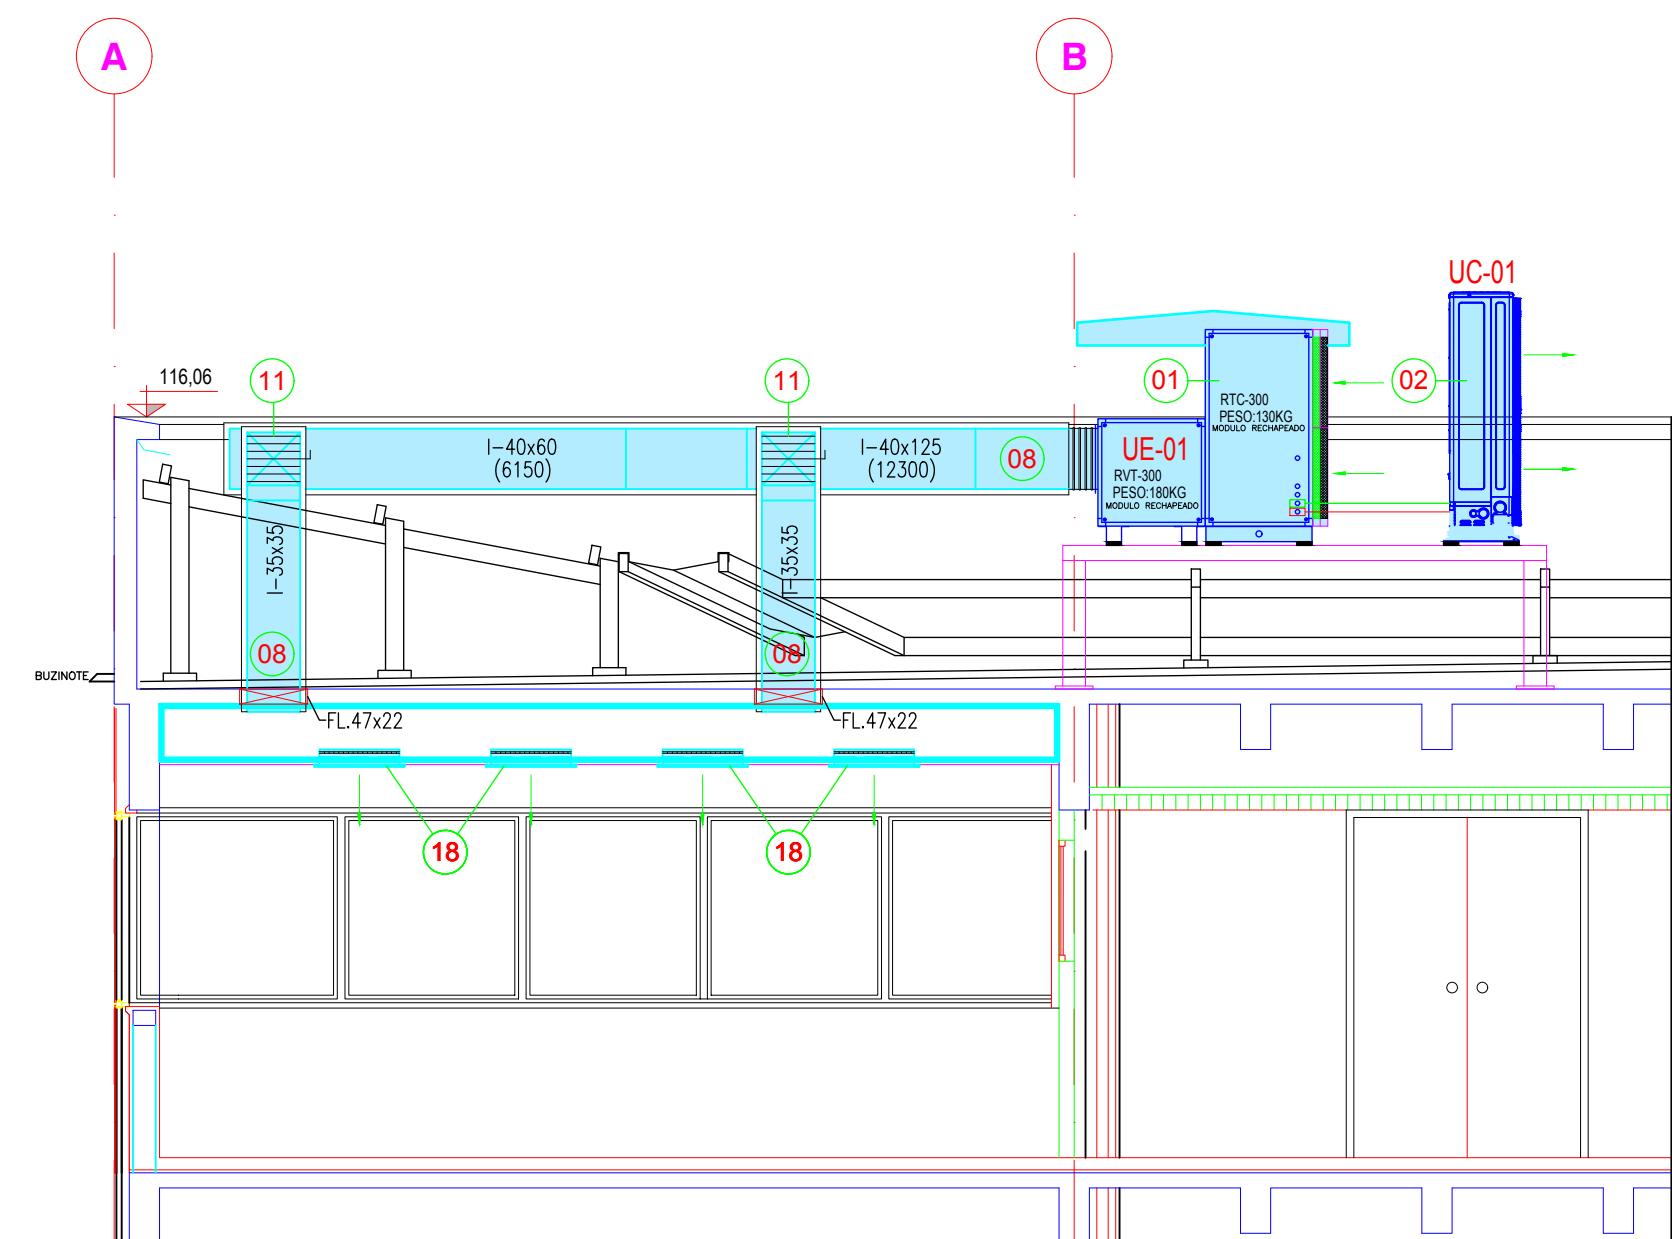 A
B
UC-01
116,06
11
11
01
02
RTC-300
PESO:130KG
MODULO RECHAPEADO
I-40x60
(6150)
I-40x125
(12300)
08
UE-01
RVT-300
PESO:180KG
MODULO RECHAPEADO
I-35x35
I-35x35
08
08
BUZINOTE
FL.47x22
FL.47x22
18
18